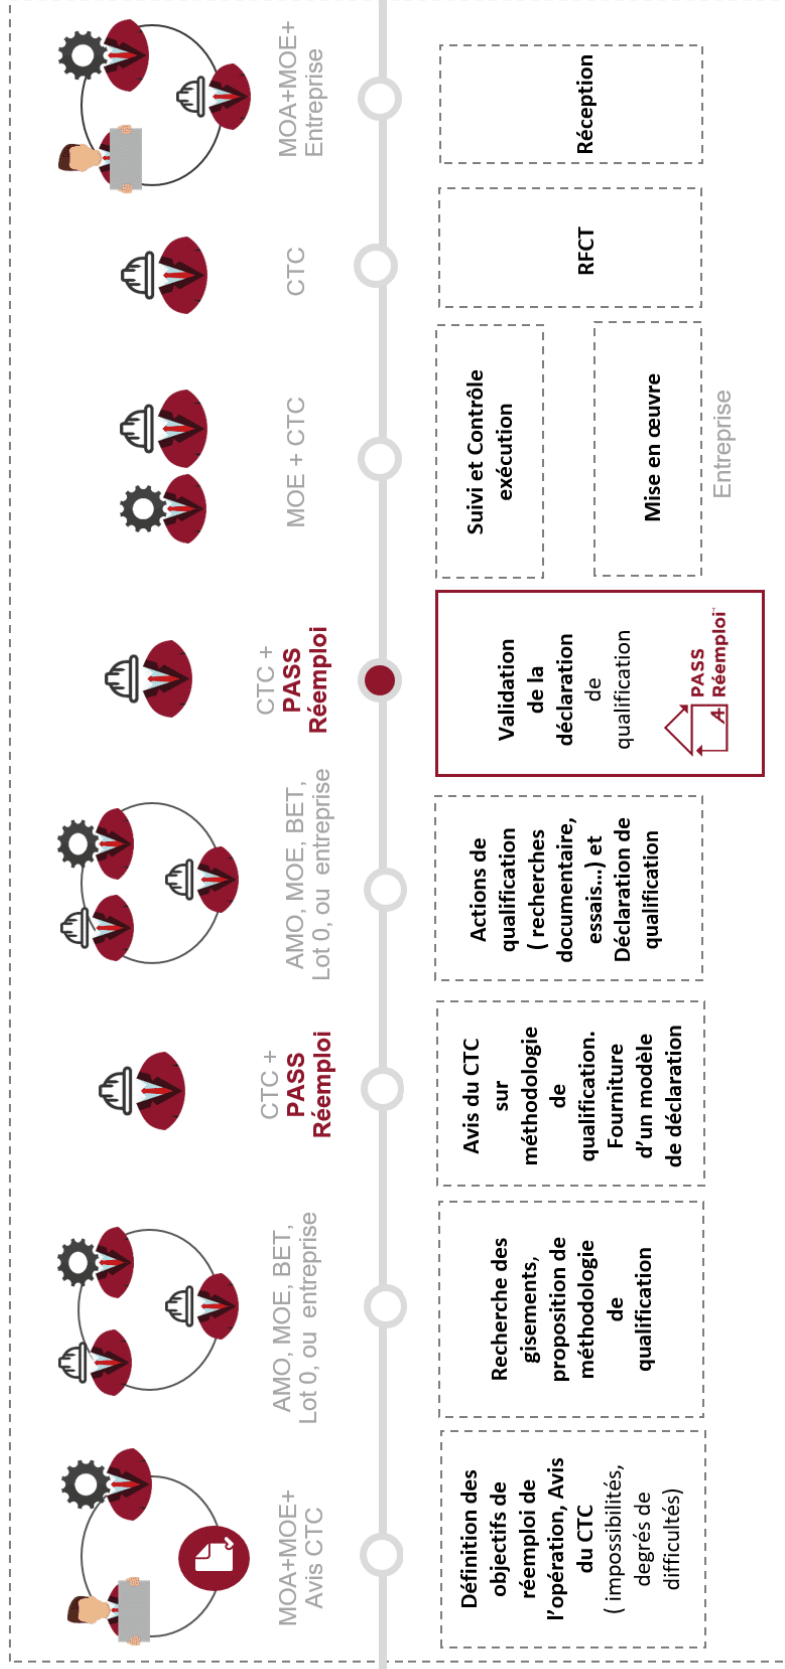 MOA+MOE+
Avis CTC
AMO, MOE, BET,
Lot 0, ou  entreprise
CTC +
PASS
Réemploi
AMO, MOE, BET,
Lot 0, ou  entreprise
CTC +
PASS
Réemploi
MOE + CTC
CTC
MOA+MOE+
Entreprise
Définition des
objectifs de
réemploi de
l’opération, Avis
du CTC
( impossibilités,
degrés de
difficultés)
Recherche des
gisements,
proposition de
méthodologie
de
qualification
Avis du CTC
sur
méthodologie
de
qualification.
Fourniture
d’un modèle
de déclaration
Actions de
qualification
( recherches
documentaire,
essais...) et
Déclaration de
qualification
Validation
de la
déclaration
de
qualification
PASS
Réemploi
Suivi et Contrôle
exécution
Mise en œuvre
Entreprise
RFCT
Réception